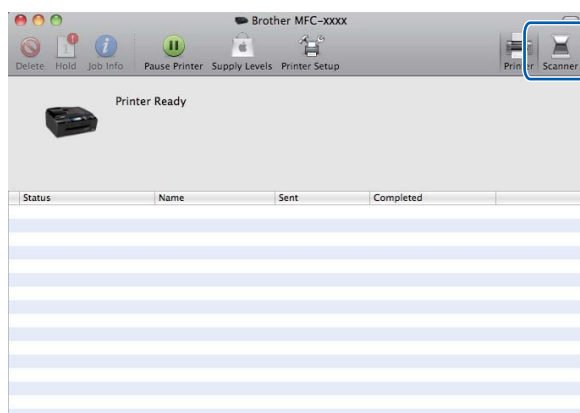 Brother MFC-XXXX
Delete Hold Job Info Pause Printer Supply Levels Printer Setup Printer Scanner
Printer Ready
Status Name Sent Completed